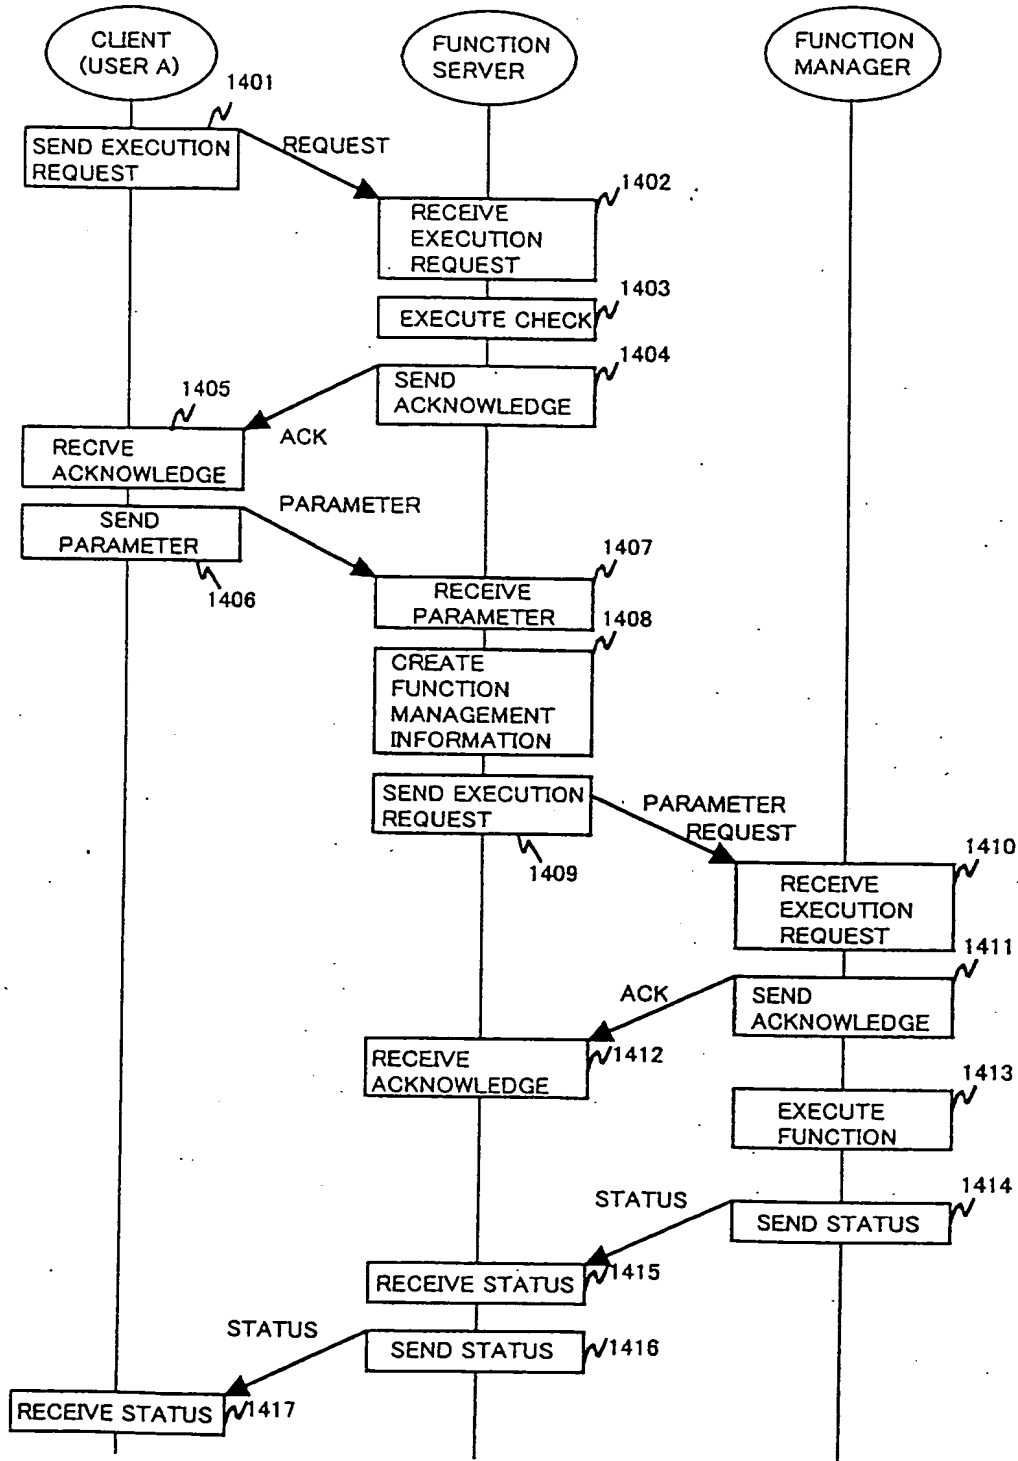 CLIENT
(USER A)
FUNCTION
SERVER
FUNCTION
MANAGER
1401
SEND EXECUTION
REQUEST
REQUEST
1402
RECEIVE
EXECUTION
REQUEST
1403
EXECUTE CHECK
1404
SEND
ACKNOWLEDGE
ACK
1405
RECIVE
ACKNOWLEDGE
SEND
PARAMETER
1406
PARAMETER
1407
RECEIVE
PARAMETER
1408
CREATE
FUNCTION
MANAGEMENT
INFORMATION
SEND EXECUTION
REQUEST
1409
PARAMETER
REQUEST
1410
RECEIVE
EXECUTION
REQUEST
1411
SEND
ACKNOWLEDGE
ACK
RECEIVE
ACKNOWLEDGE
1412
1413
EXECUTE
FUNCTION
1414
SEND STATUS
STATUS
RECEIVE STATUS
1415
SEND STATUS
1416
STATUS
RECEIVE STATUS
1417